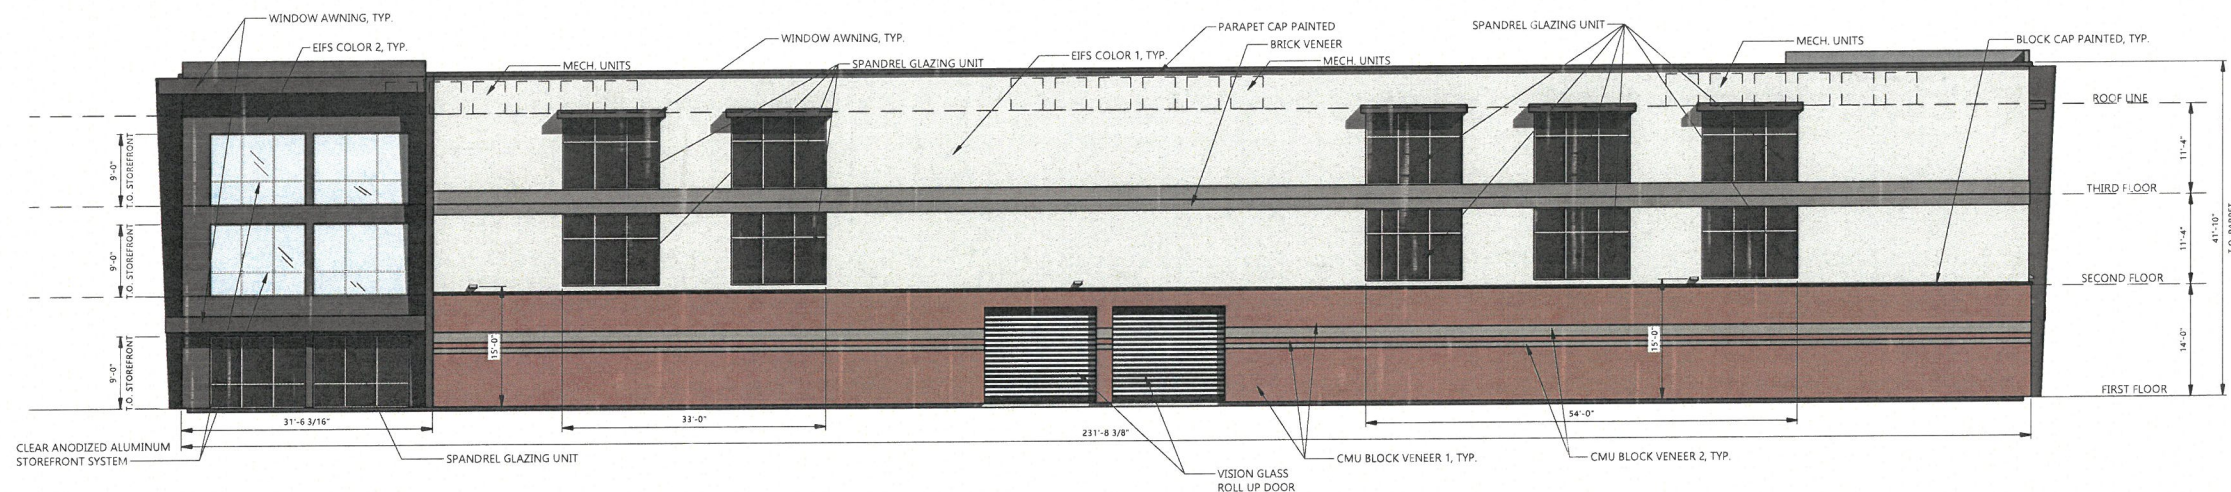 WINDOW AWNING, TYP.
EIFS COLOR 2, TYP.
MECH. UNITS
WINDOW AWNING, TYP.
SPANDREL GLAZING UNIT
EIFS COLOR 1, TYP.
PARAPET CAP PAINTED
BRICK VENEER
MECH. UNITS
SPANDREL GLAZING UNIT
MECH. UNITS
BLOCK CAP PAINTED, TYP.
ROOF LINE
THIRD FLOOR
SECOND FLOOR
FIRST FLOOR
9'-0"
T.O. STOREFRONT
9'-0"
T.O. STOREFRONT
9'-0"
T.O. STOREFRONT
15'-0"
15'-0"
11'-4"
11'-4"
14'-0"
41'-10"
T.O. PARPET
31'-6 3/16"
33'-0"
54'-0"
231'-8 3/8"
CLEAR ANODIZED ALUMINUM
STOREFRONT SYSTEM
SPANDREL GLAZING UNIT
VISION GLASS
ROLL UP DOOR
CMU BLOCK VENEER 1, TYP.
CMU BLOCK VENEER 2, TYP.